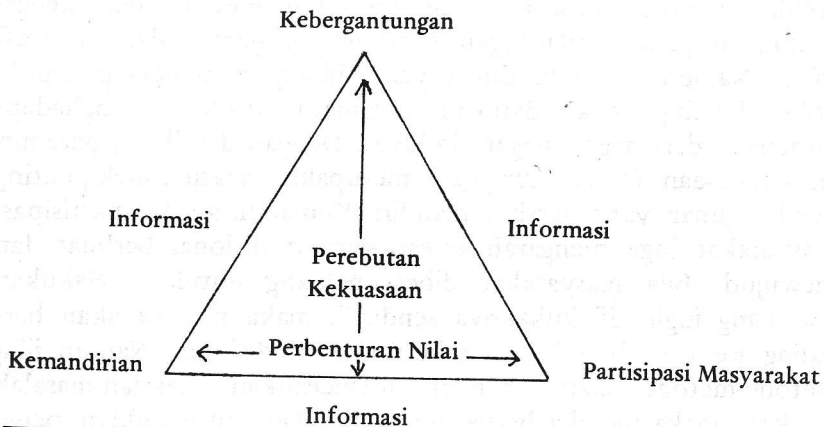 Kebergantungan
Informasi
Informasi
Perebutan
Kekuasaan
Kemandirian
Perbenturan Nilai
Partisipasi Masyarakat
Informasi